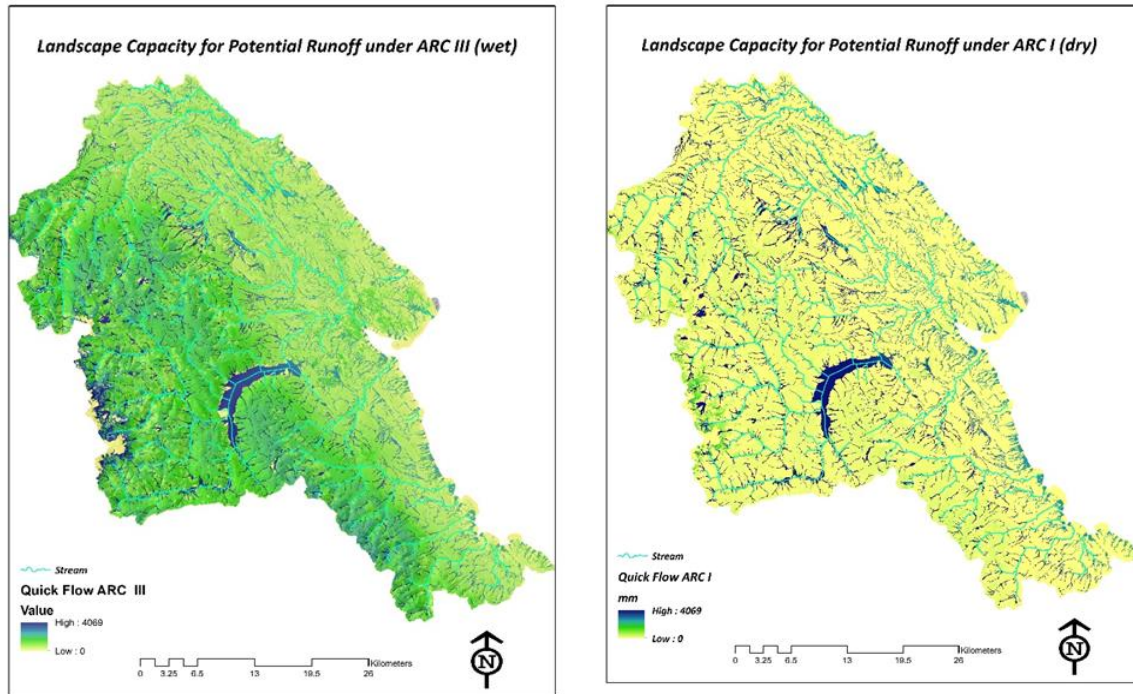 Landscape Capacity for Potential Runoff under ARC III (wet)
Stream
Quick Flow ARC III
Value
High : 4069
Low : 0
Kilometers
0 3.25 6.5 13 19.5 26
N
Landscape Capacity for Potential Runoff under ARC I (dry)
Stream
Quick Flow ARC I
mm
High : 4069
Low : 0
Kilometers
0 3.25 6.5 13 19.5 26
N